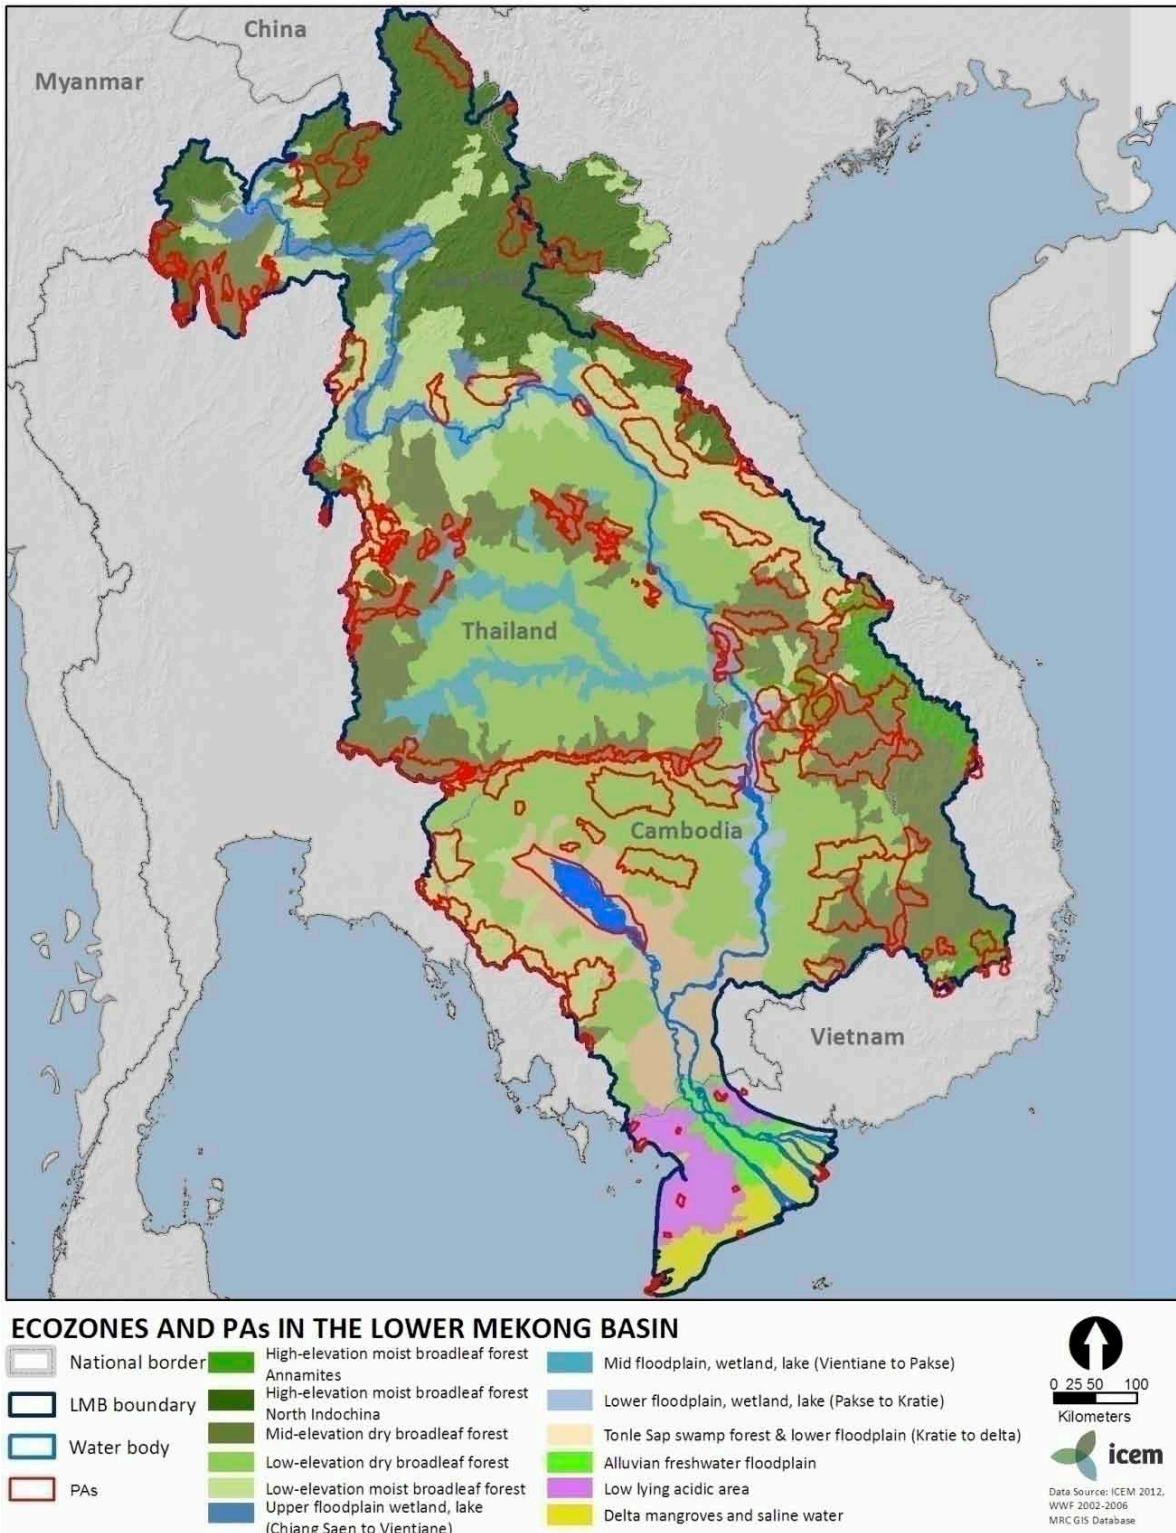 China
Myanmar
Thailand
Cambodia
Vietnam
ECOZONES AND PAs IN THE LOWER MEKONG BASIN
National border
LMB boundary
Water body
PAs
High-elevation moist broadleaf forest
Annamites
High-elevation moist broadleaf forest
North Indochina
Mid-elevation dry broadleaf forest
Low-elevation dry broadleaf forest
Low-elevation moist broadleaf forest
Upper floodplain wetland, lake
(Chiang Saen to Vientiane)
Mid floodplain, wetland, lake (Vientiane to Pakse)
Lower floodplain, wetland, lake (Pakse to Kratie)
Tonle Sap swamp forest & lower floodplain (Kratie to delta)
Alluvian freshwater floodplain
Low lying acidic area
Delta mangroves and saline water
0 25 50 100
Kilometers
icem
Data Source: ICEM 2012,
WWF 2002-2006
MRC GIS Database